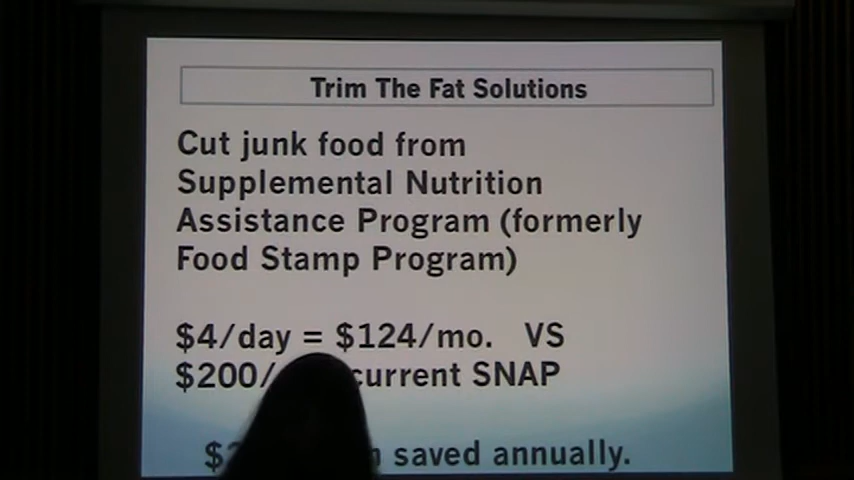 Trim The Fat Solutions
Cut junk food from
Supplemental Nutrition
Assistance Program (formerly
Food Stamp Program)
$4/day = $124/mo. VS
$200/ current SNAP
saved annually.